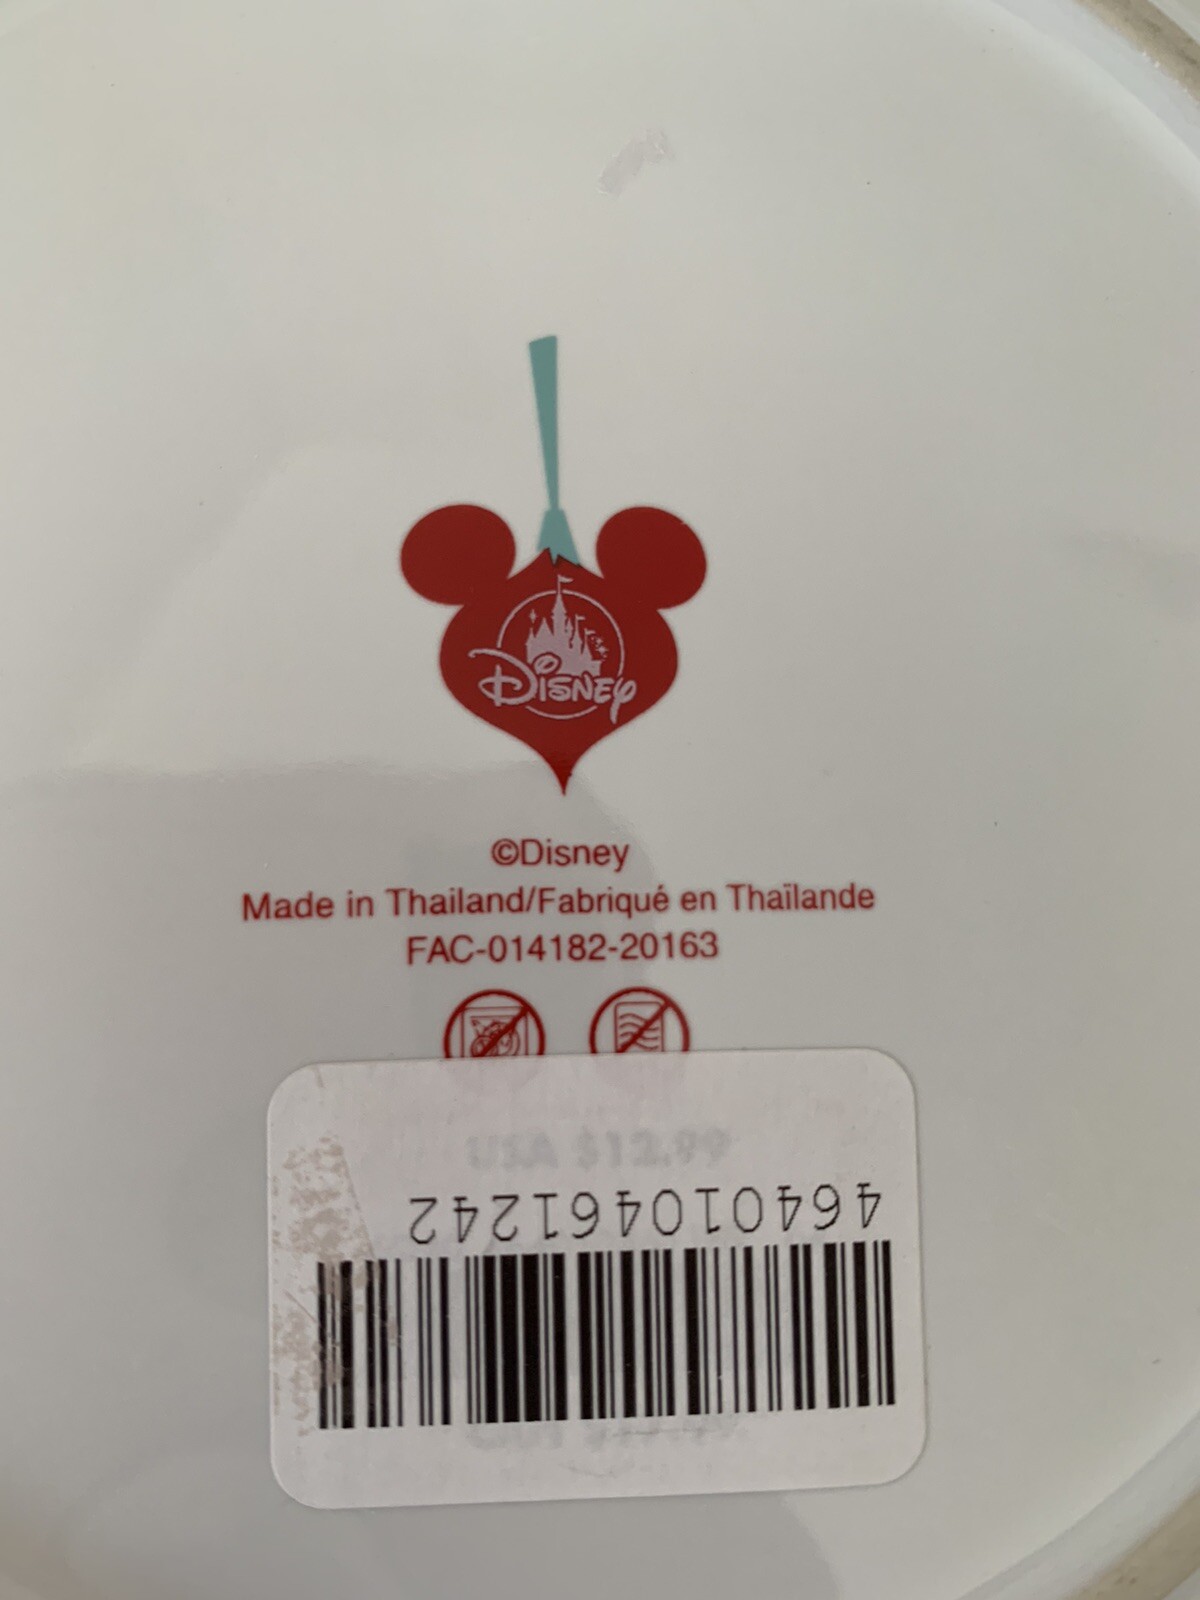 Disney
©Disney
Made in Thailand/Fabriqué en Thaïlande
FAC-014182-20163
USA $12.99
464010461242